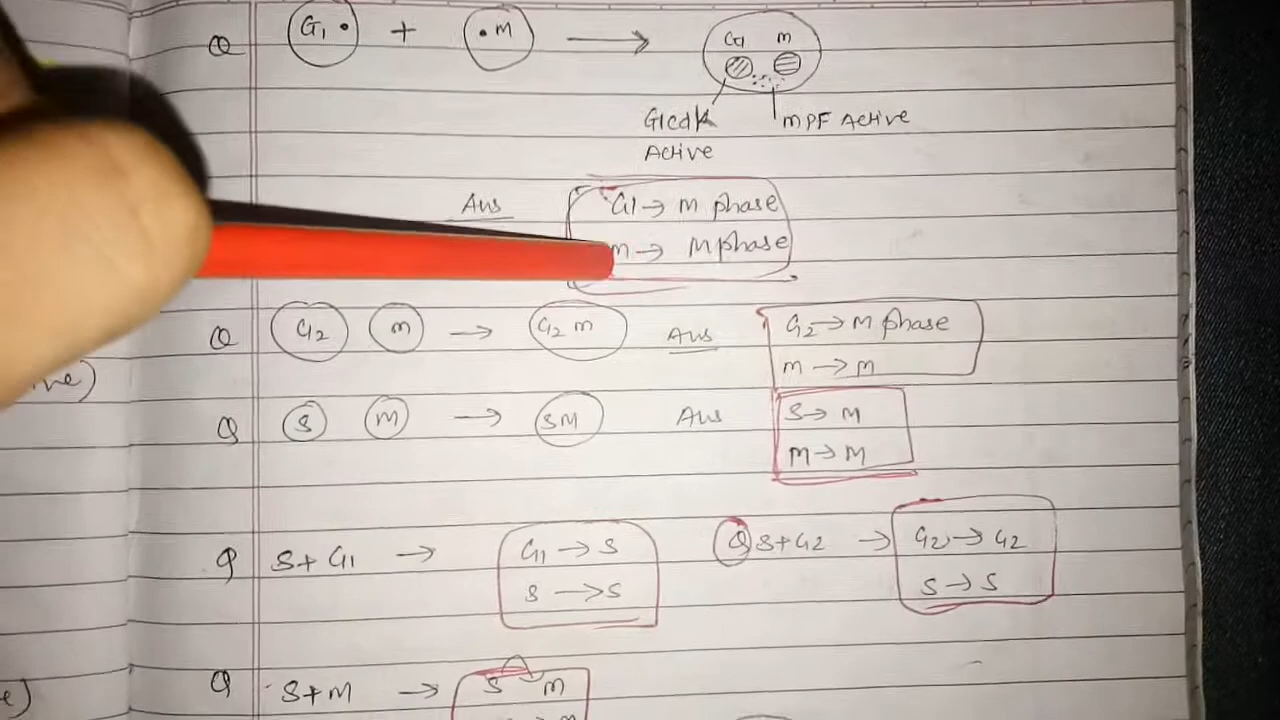 Q G1 + M → G1 M
G1cdk MPF Active
Active
Ans G1 → M phase
M → M phase
Q G2 M → G2 M Ans G2 → M phase
M → M
Q S M → SM Ans S → M
M → M
Q S+G1 → G1 → S Q S+G2 → G2 → G2
S → S S → S
Q S+M → S M